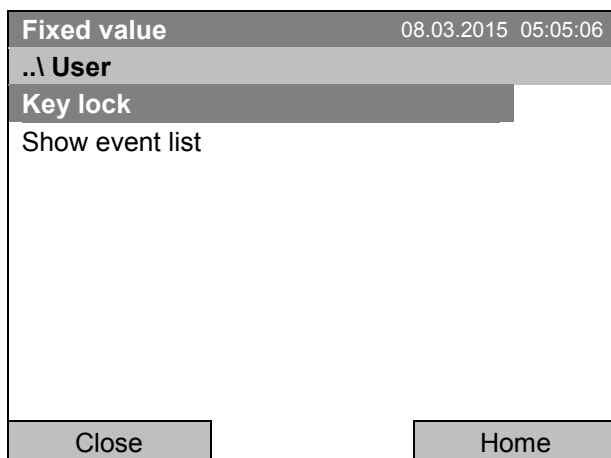 Fixed value 08.03.2015 05:05:06
..\ User
Key lock
Show event list
Close Home